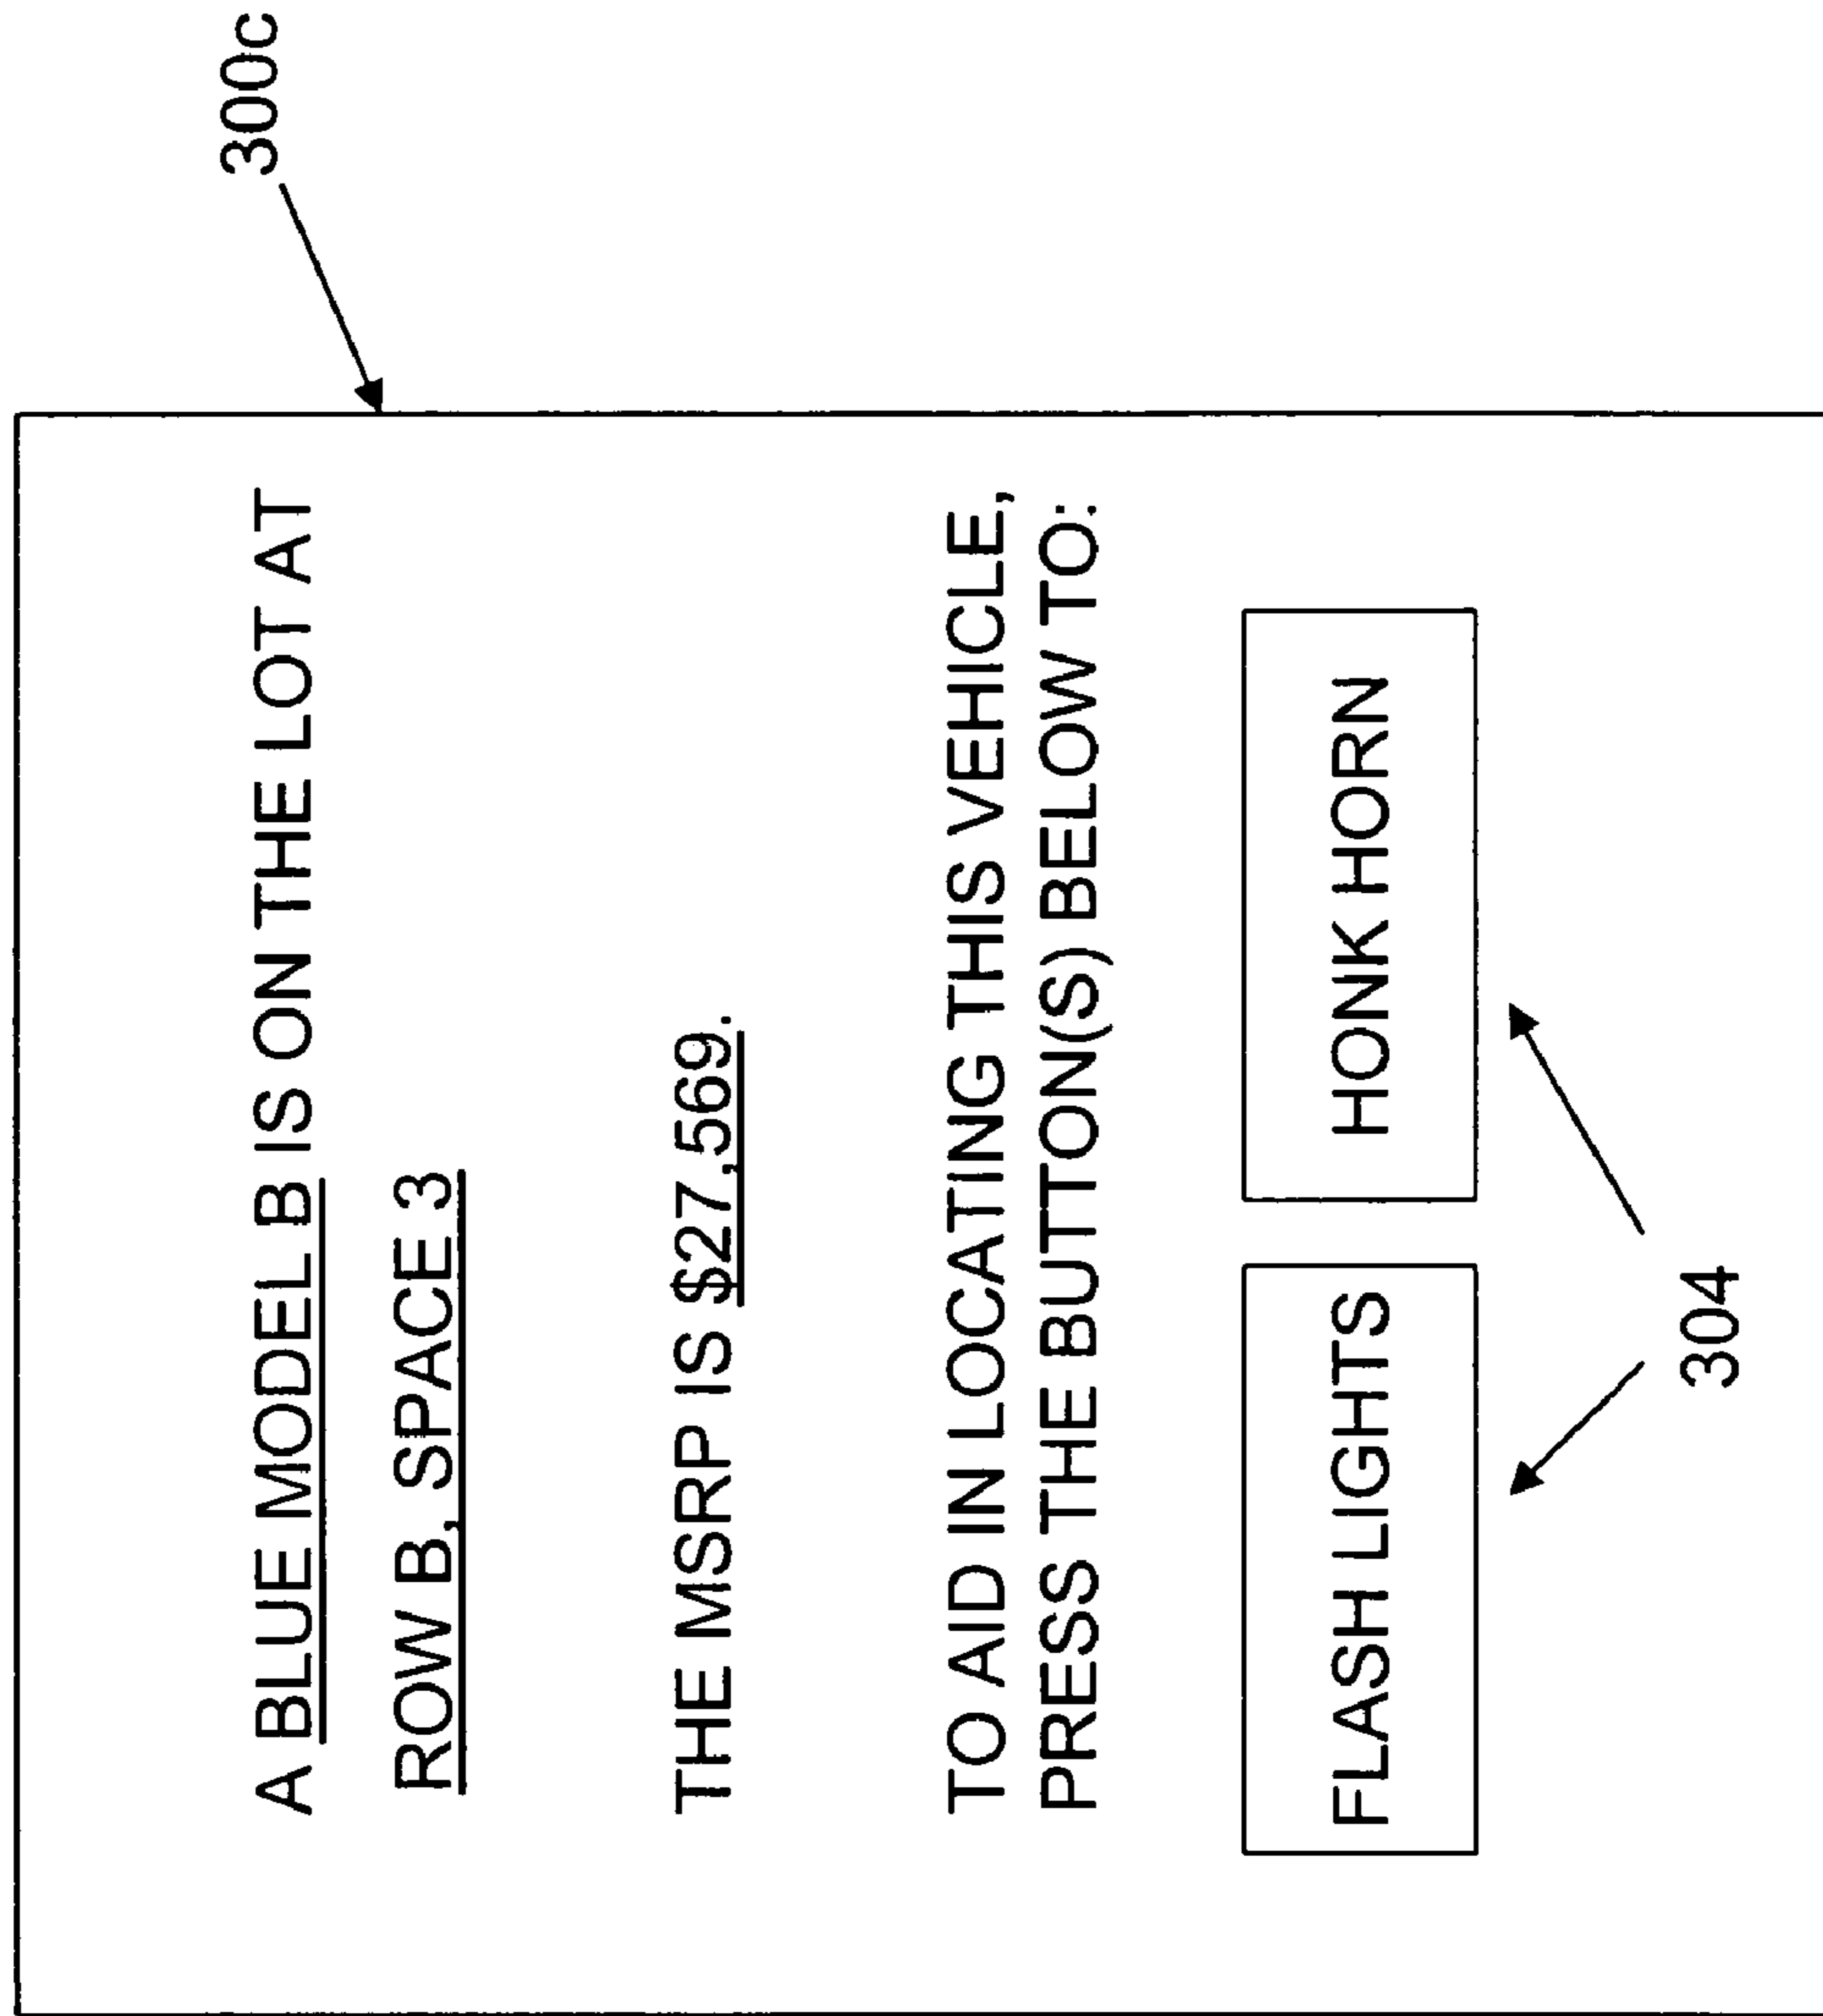 300c
A BLUE MODEL B IS ON THE LOT AT
ROW B, SPACE 3
THE MSRP IS $27,569.
TO AID IN LOCATING THIS VEHICLE,
PRESS THE BUTTON(S) BELOW TO:
FLASH LIGHTS
HONK HORN
304